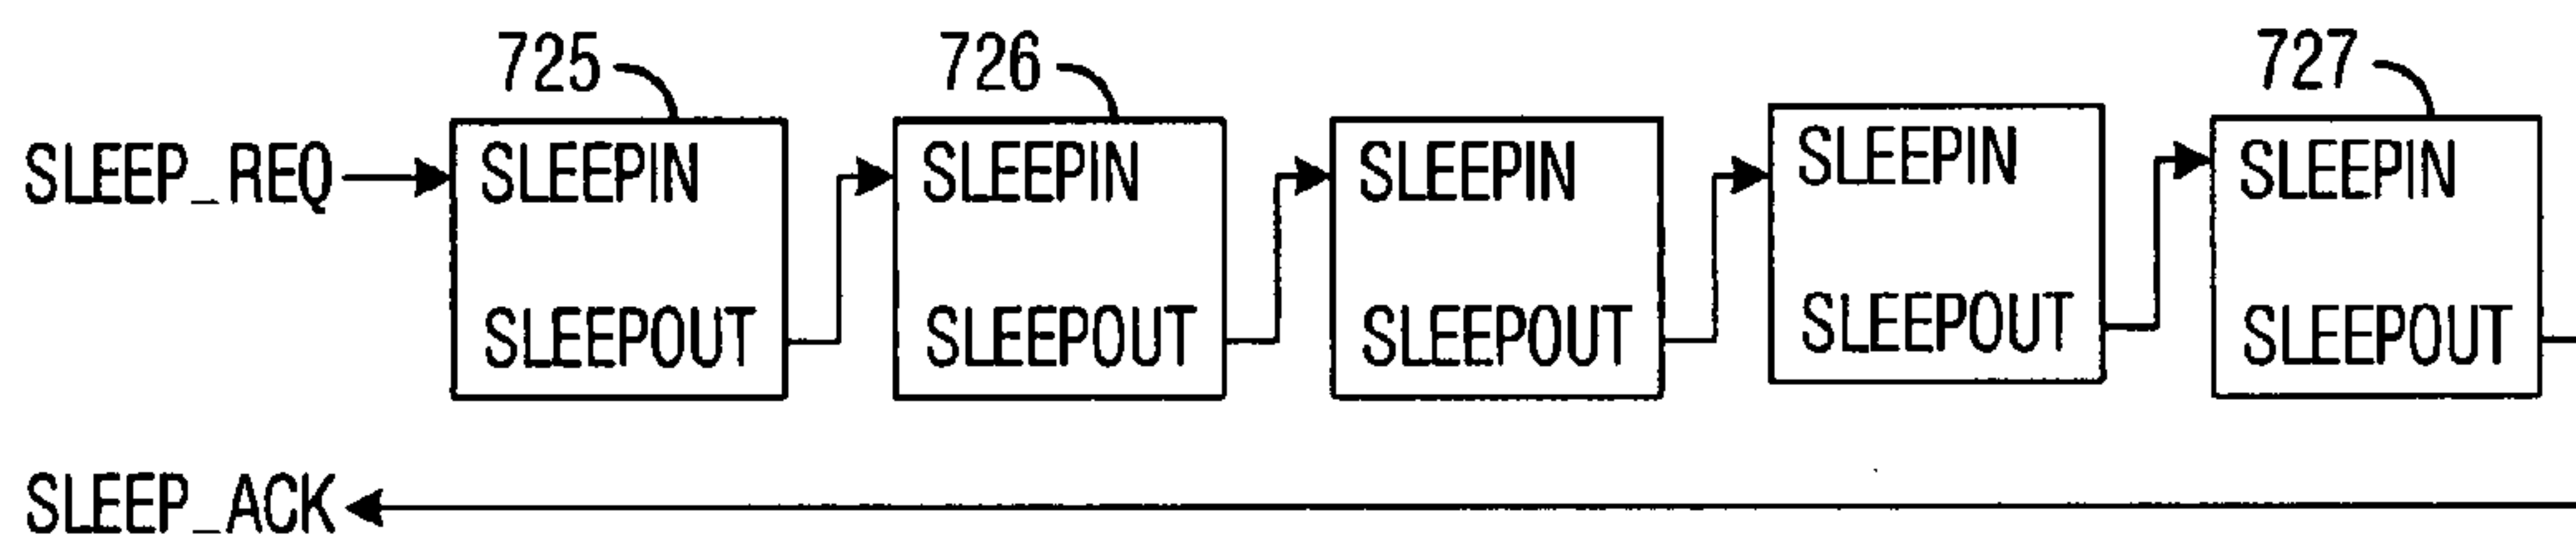 725 726 727
SLEEP_REQ SLEEPIN SLEEPIN SLEEPIN SLEEPIN SLEEPIN
SLEEPOUT SLEEPOUT SLEEPOUT SLEEPOUT SLEEPOUT
SLEEP_ACK